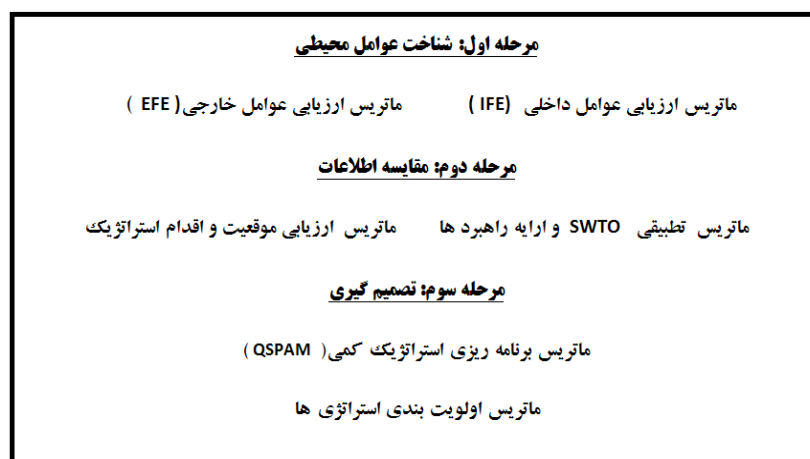 مرحله اول: شناخت عوامل محیطی
ماتریس ارزیابی عوامل داخلی (IFE ) ماتریس ارزیابی عوامل خارجی( EFE )
مرحله دوم: مقایسه اطلاعات
ماتریس تطبیقی SWTO و ارایه راهبرد ها ماتریس ارزیابی موقعیت و اقدام استراتژیک
مرحله سوم: تصمیم گیری
ماتریس برنامه ریزی استراتژیک کمی( QSPAM )
ماتریس اولویت بندی استراتژی ها